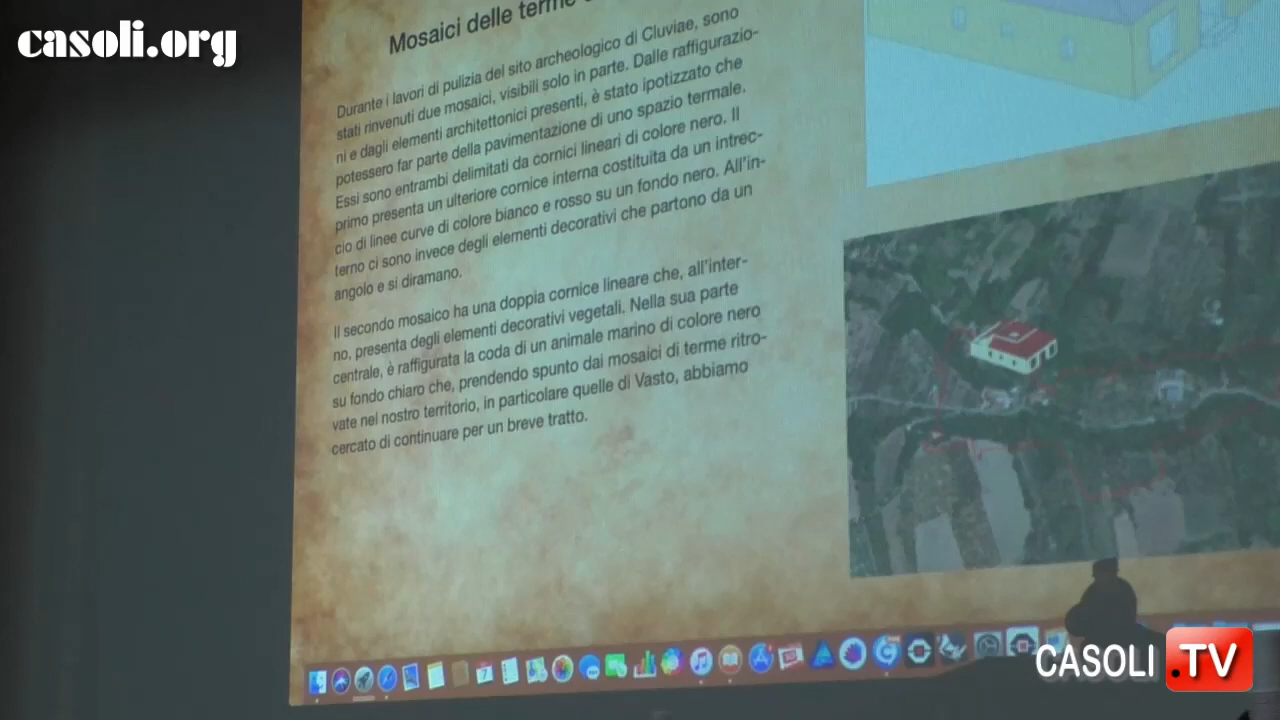 casoli.org
Mosaici delle terme
Durante i lavori di pulizia del sito archeologico di Cluviae, sono
stati rinvenuti due mosaici, visibili solo in parte. Dalle raffigurazio-
ni e dagli elementi architettonici presenti, è stato ipotizzato che
potessero far parte della pavimentazione di uno spazio termale.
Essi sono entrambi delimitati da cornici lineari di colore nero. Il
primo presenta un ulteriore cornice interna costituita da un intrec-
cio di linee curve di colore bianco e rosso su un fondo nero. All'in-
terno ci sono invece degli elementi decorativi che partono da un
angolo e si diramano.
Il secondo mosaico ha una doppia cornice lineare che, all'inter-
no, presenta degli elementi decorativi vegetali. Nella sua parte
centrale, è raffigurata la coda di un animale marino di colore nero
su fondo chiaro che, prendendo spunto dai mosaici di terme ritro-
vate nel nostro territorio, in particolare quelle di Vasto, abbiamo
cercato di continuare per un breve tratto.
7
CASOLI.TV